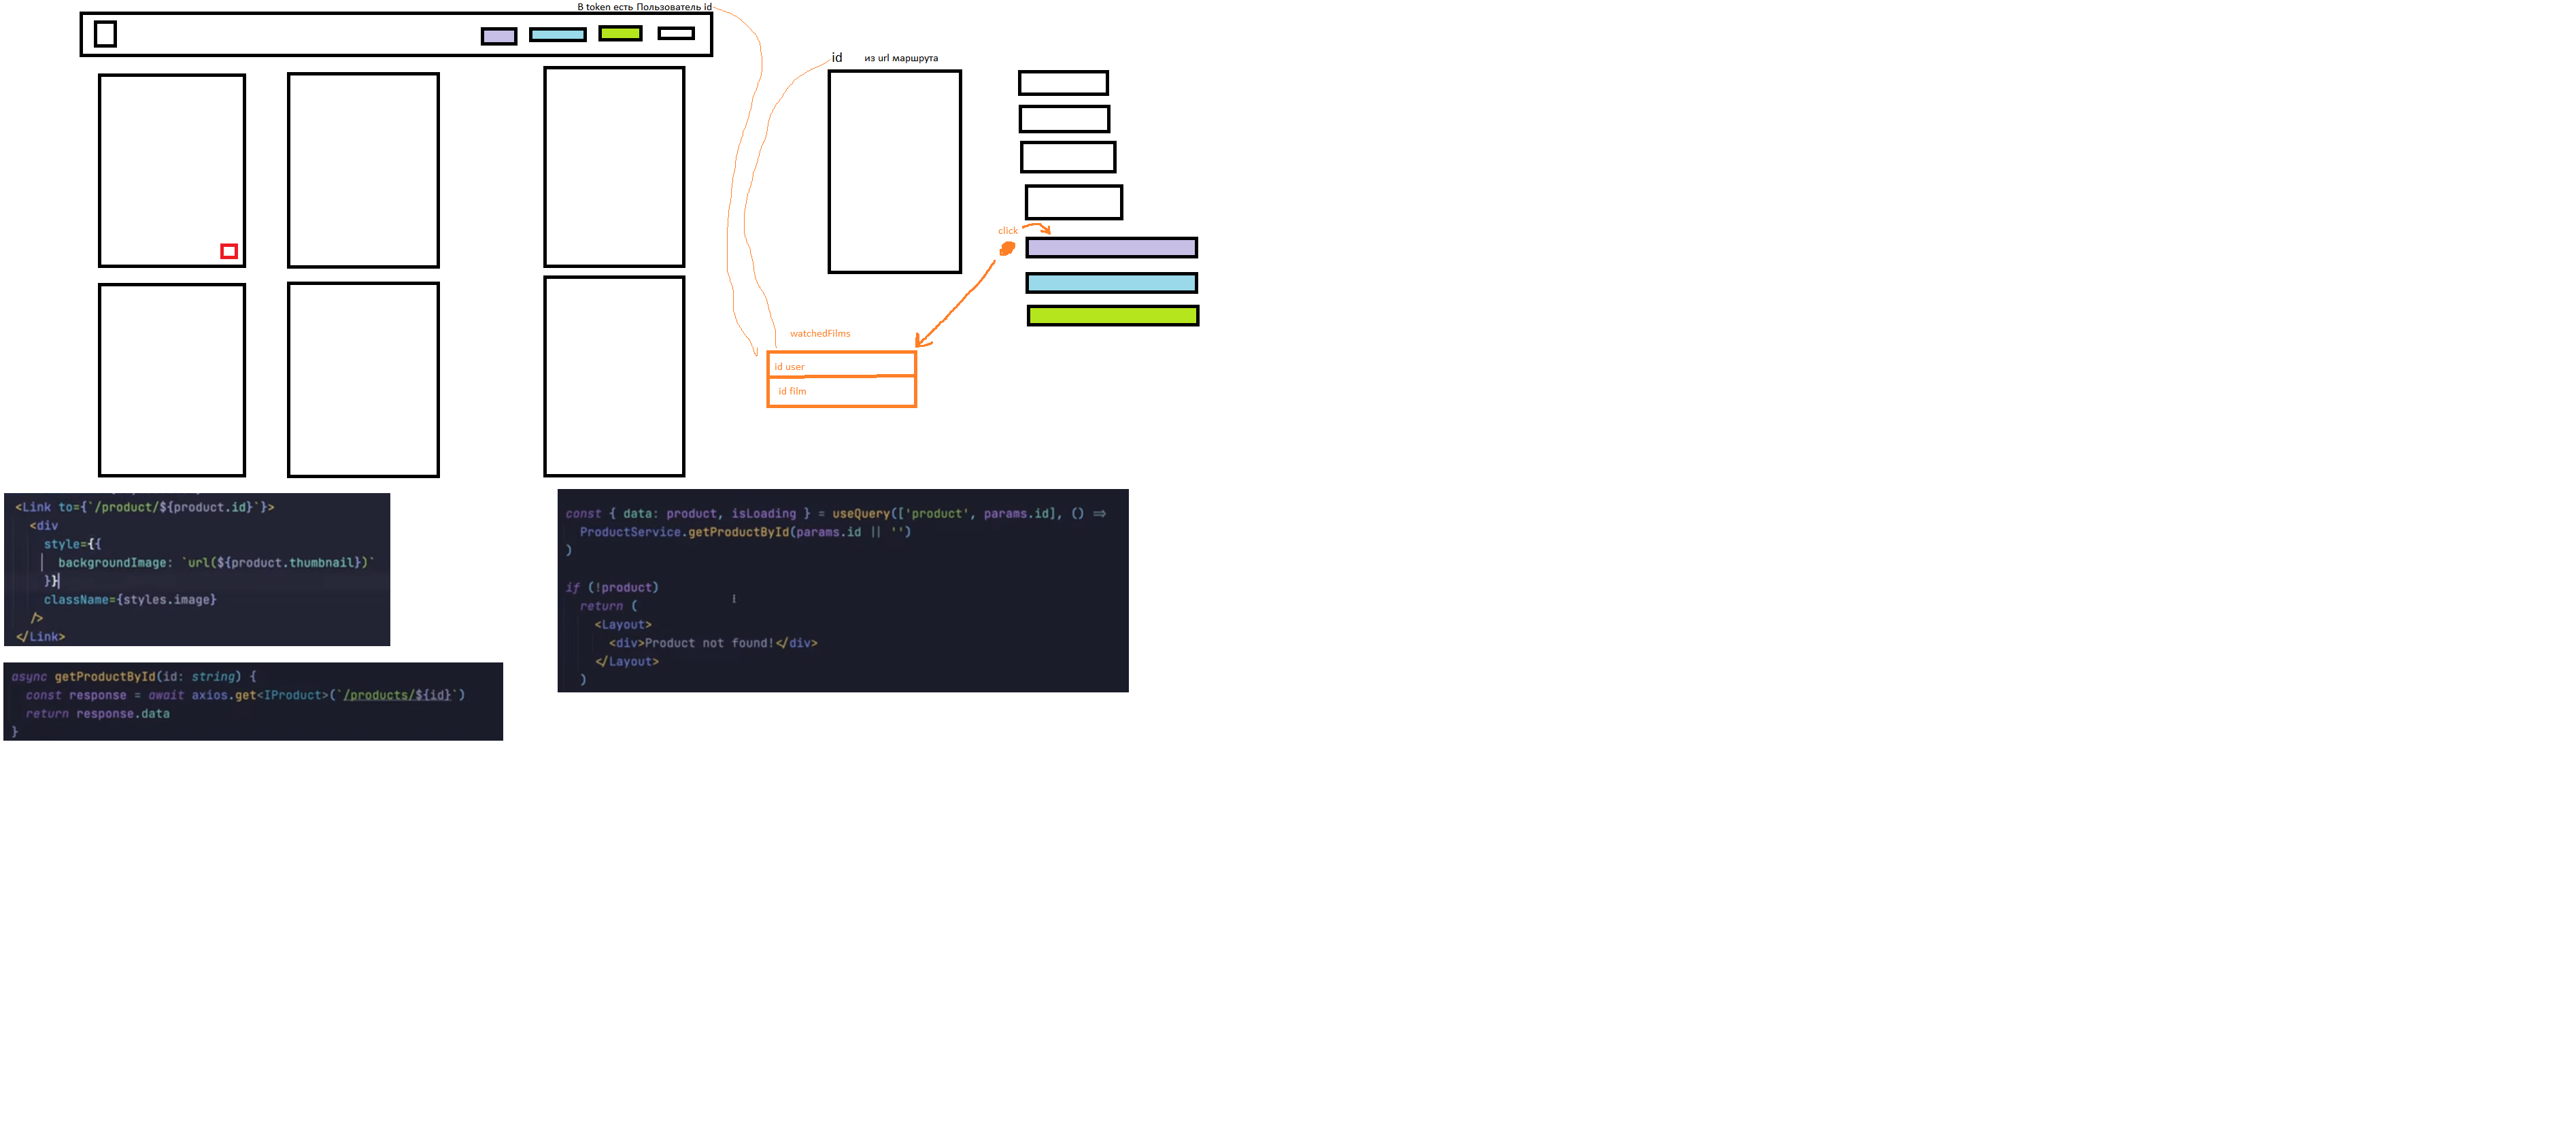 В token есть Пользователь id
id из url маршрута
click
watchedFilms
id user
id film
<Link to={`/product/${product.id}`}>
<div
style={{
backgroundImage: `url(${product.thumbnail})`
}}
className={styles.image}
/>
</Link>
async getProductById(id: string) {
const response = await axios.get<IProduct>(`/products/${id}`)
return response.data
}
const { data: product, isLoading } = useQuery(['product', params.id], () =>
ProductService.getProductById(params.id || '')
)
if (!product)
return (
<Layout>
<div>Product not found!</div>
</Layout>
)